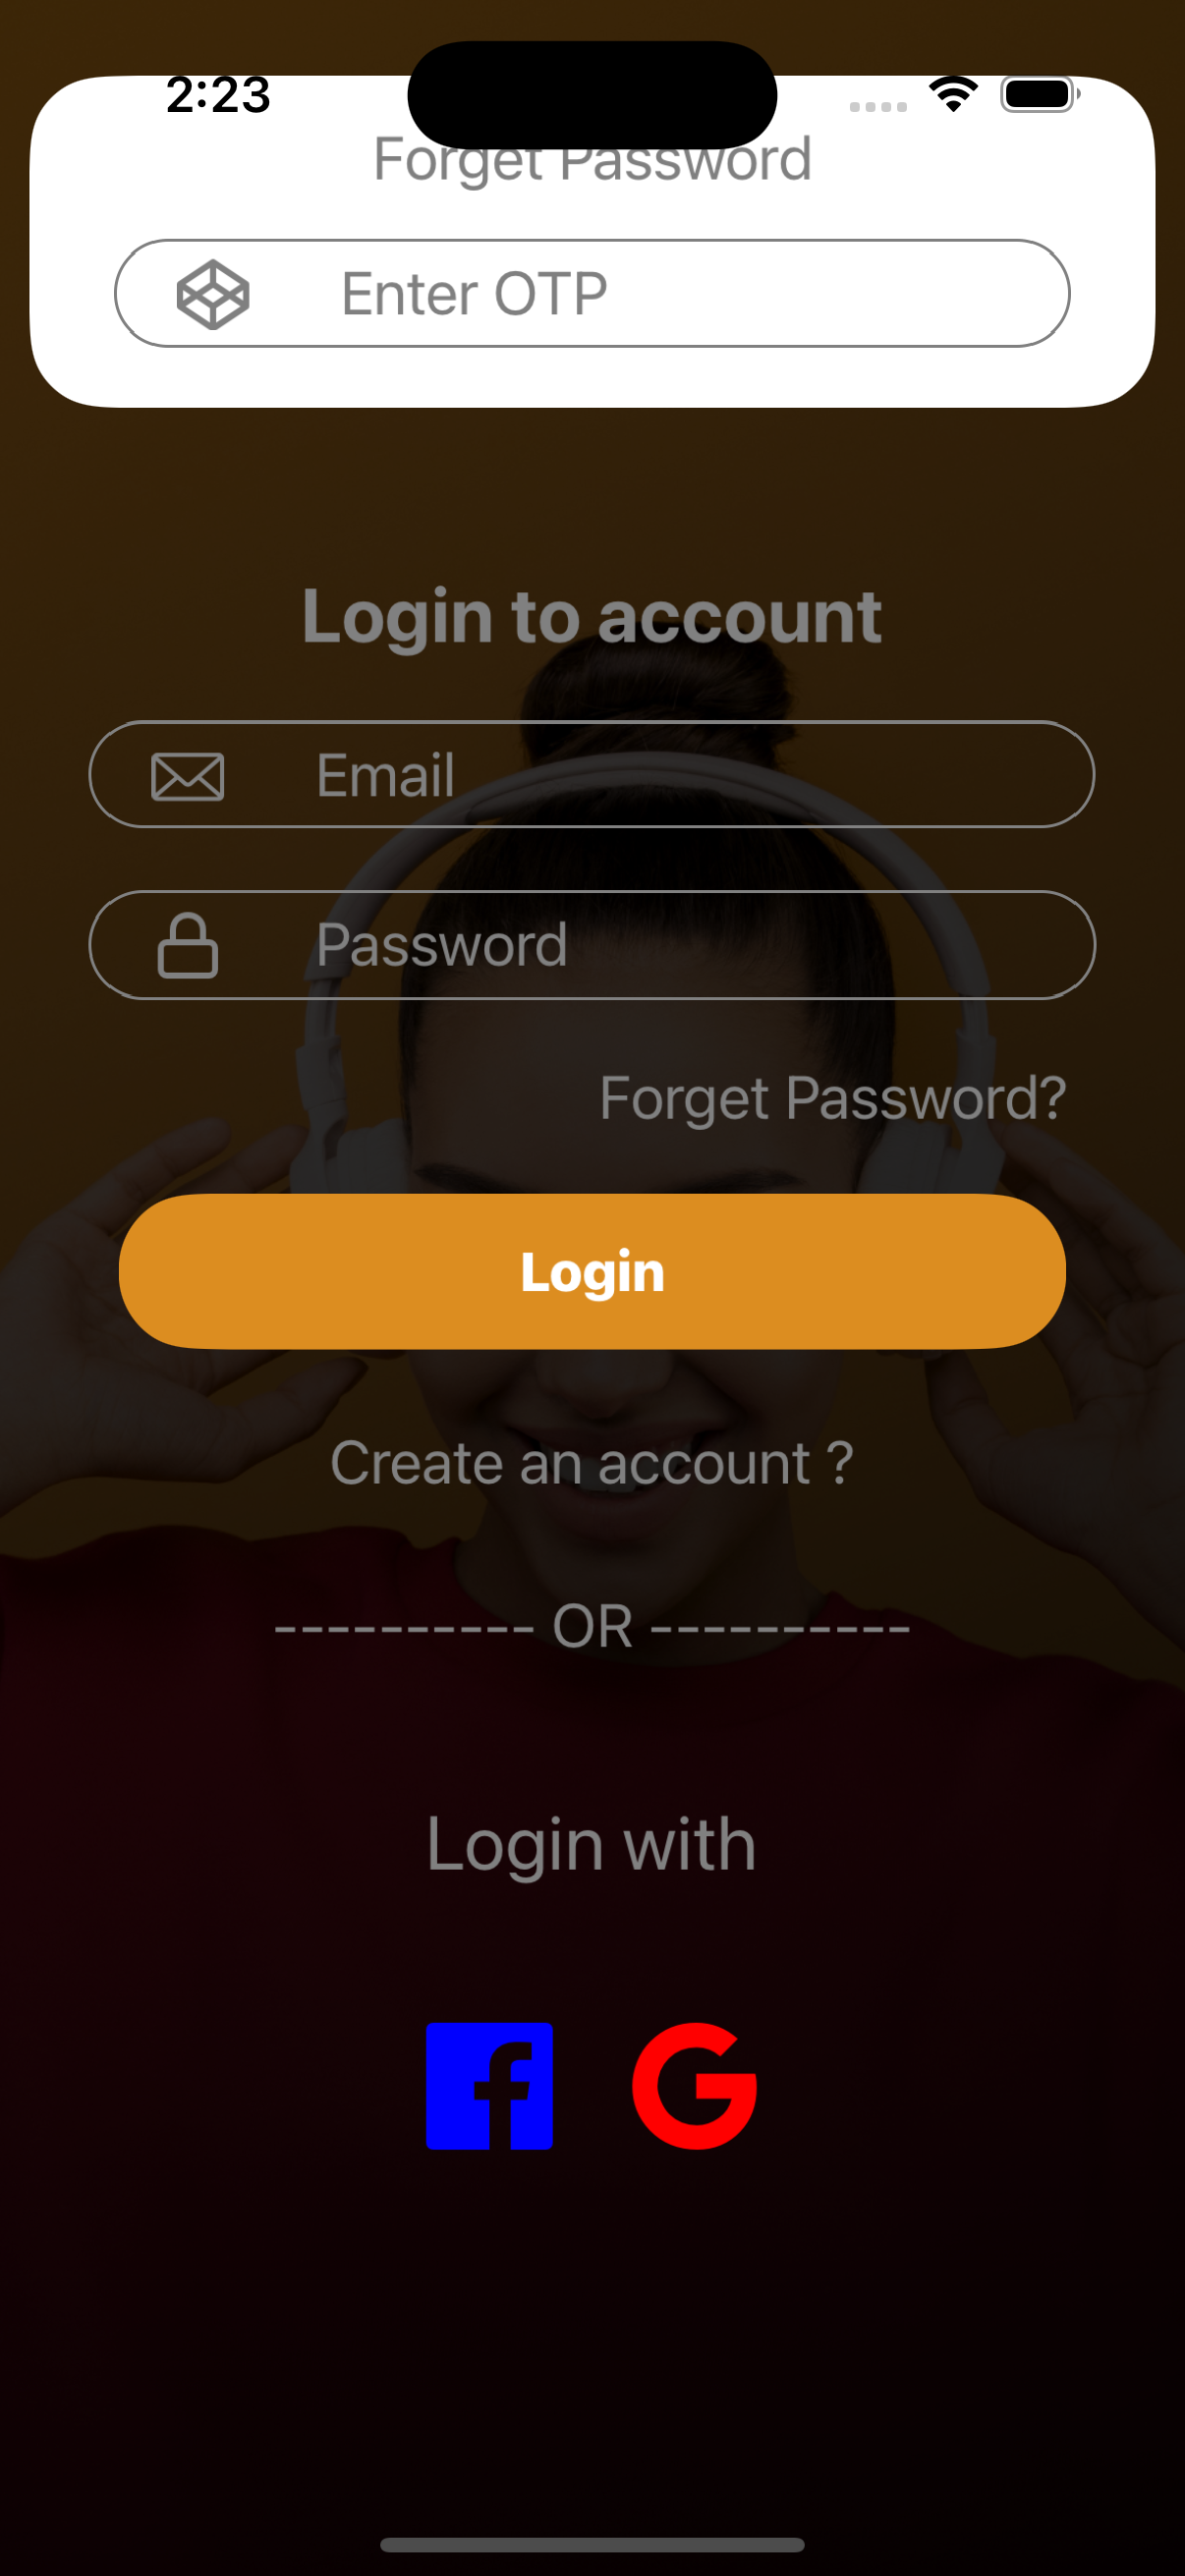 2:23
Forget Password
Enter OTP
Login to account
Email
Password
Forget Password?
Login
Create an account ?
---------- OR ----------
Login with